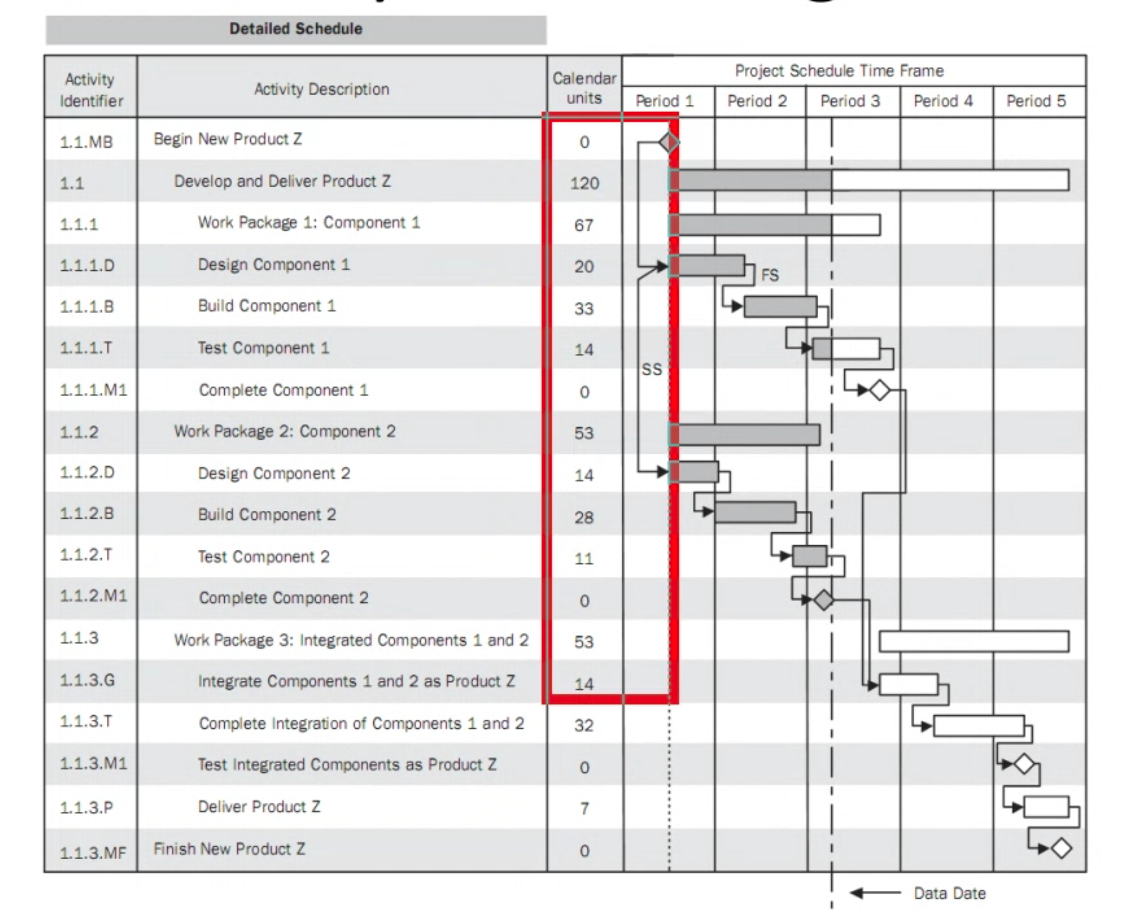 Detailed Schedule
Activity Identifier Activity Description Calendar units Project Schedule Time Frame
Period 1 Period 2 Period 3 Period 4 Period 5
1.1.MB Begin New Product Z 0
1.1 Develop and Deliver Product Z 120
1.1.1 Work Package 1: Component 1 67
1.1.1.D Design Component 1 20 FS
1.1.1.B Build Component 1 33
1.1.1.T Test Component 1 14
SS
1.1.1.M1 Complete Component 1 0
1.1.2 Work Package 2: Component 2 53
1.1.2.D Design Component 2 14
1.1.2.B Build Component 2 28
1.1.2.T Test Component 2 11
1.1.2.M1 Complete Component 2 0
1.1.3 Work Package 3: Integrated Components 1 and 2 53
1.1.3.G Integrate Components 1 and 2 as Product Z 14
1.1.3.T Complete Integration of Components 1 and 2 32
1.1.3.M1 Test Integrated Components as Product Z 0
1.1.3.P Deliver Product Z 7
1.1.3.MF Finish New Product Z 0
Data Date